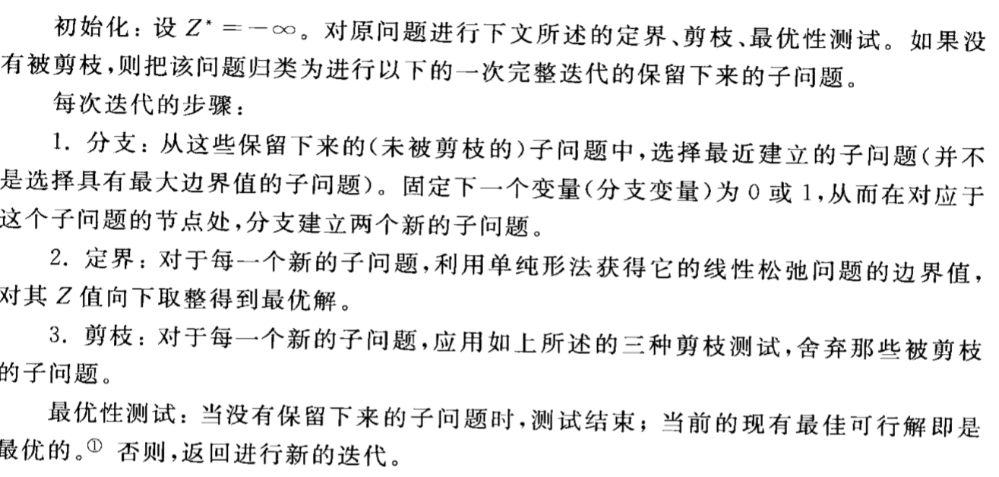 初始化：设 Z* =－∞。对原问题进行下文所述的定界、剪枝、最优性测试。如果没
有被剪枝,则把该问题归类为进行以下的一次完整迭代的保留下来的子问题。
每次迭代的步骤：
1. 分支：从这些保留下来的(未被剪枝的)子问题中,选择最近建立的子问题(并不
是选择具有最大边界值的子问题)。固定下一个变量(分支变量)为 0 或 1,从而在对应于
这个子问题的节点处,分支建立两个新的子问题。
2. 定界：对于每一个新的子问题,利用单纯形法获得它的线性松弛问题的边界值,
对其 Z 值向下取整得到最优解。
3. 剪枝：对于每一个新的子问题,应用如上所述的三种剪枝测试,舍弃那些被剪枝
的子问题。
最优性测试：当没有保留下来的子问题时,测试结束；当前的现有最佳可行解即是
最优的。① 否则,返回进行新的迭代。